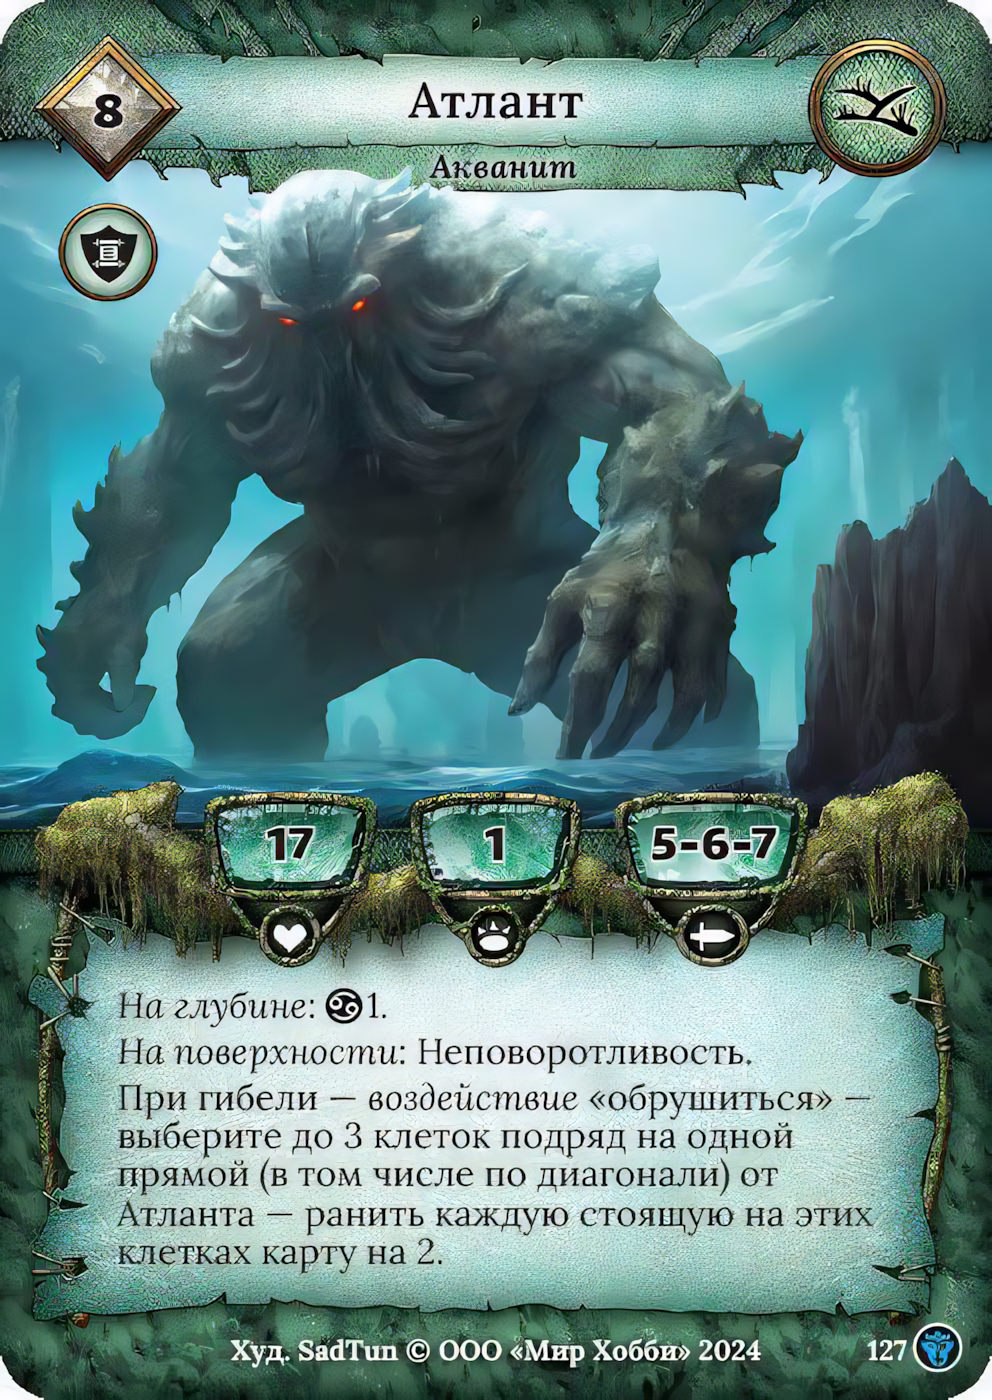 8
Атлант
Акванит
17
1
5-6-7
На глубине: ♋1.
На поверхности: Неповоротливость.
При гибели — воздействие «обрушиться» —
выберите до 3 клеток подряд на одной
прямой (в том числе по диагонали) от
Атланта — ранить каждую стоящую на этих
клетках карту на 2.
Худ. SadTun © ООО «Мир Хобби» 2024
127